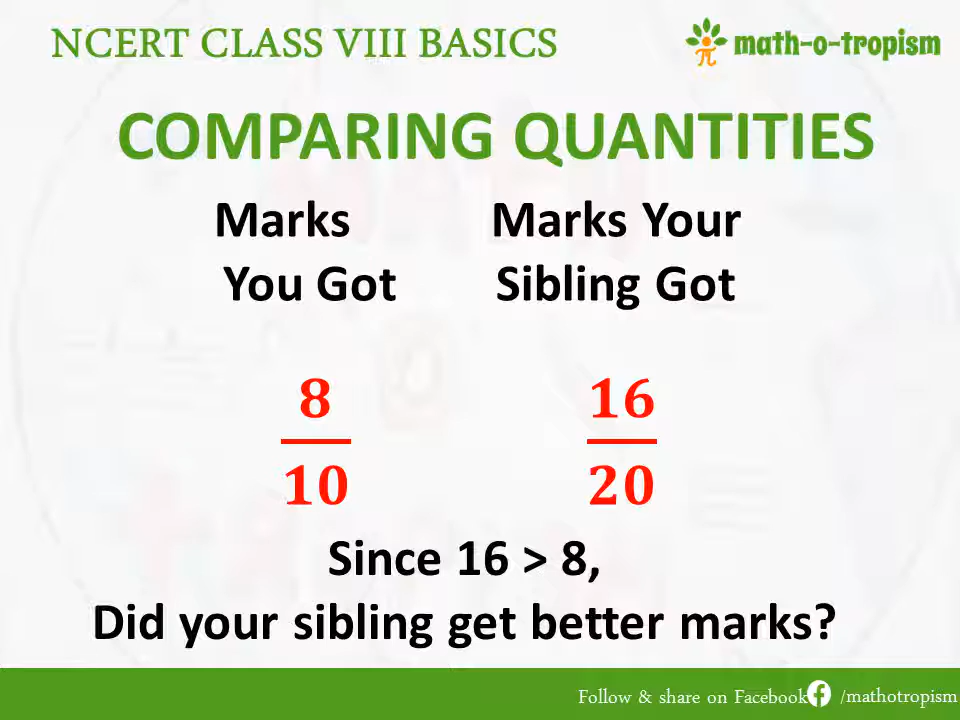 NCERT CLASS VIII BASICS
math-o-tropism
COMPARING QUANTITIES
Marks You Got
Marks Your Sibling Got
8/10
16/20
Since 16 > 8,
Did your sibling get better marks?
Follow & share on Facebook /mathotropism